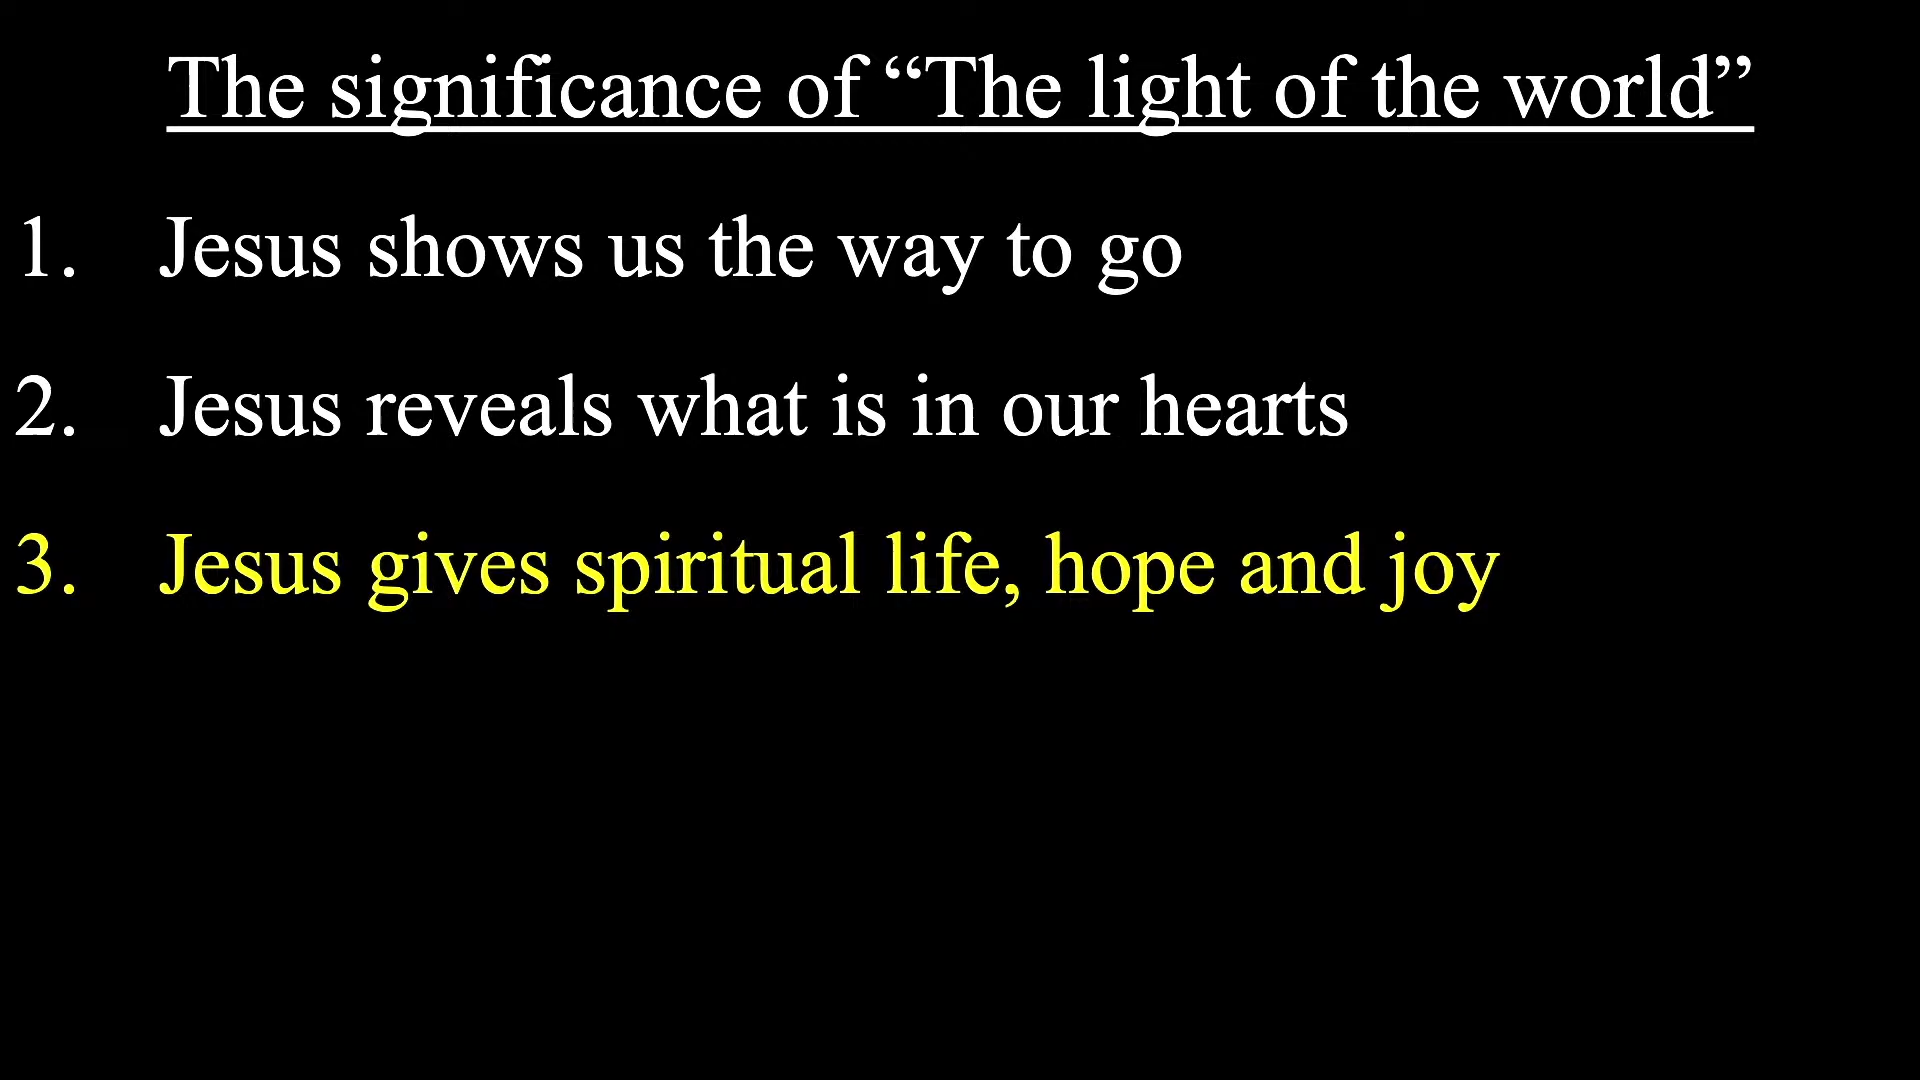 The significance of “The light of the world”
1. Jesus shows us the way to go
2. Jesus reveals what is in our hearts
3. Jesus gives spiritual life, hope and joy